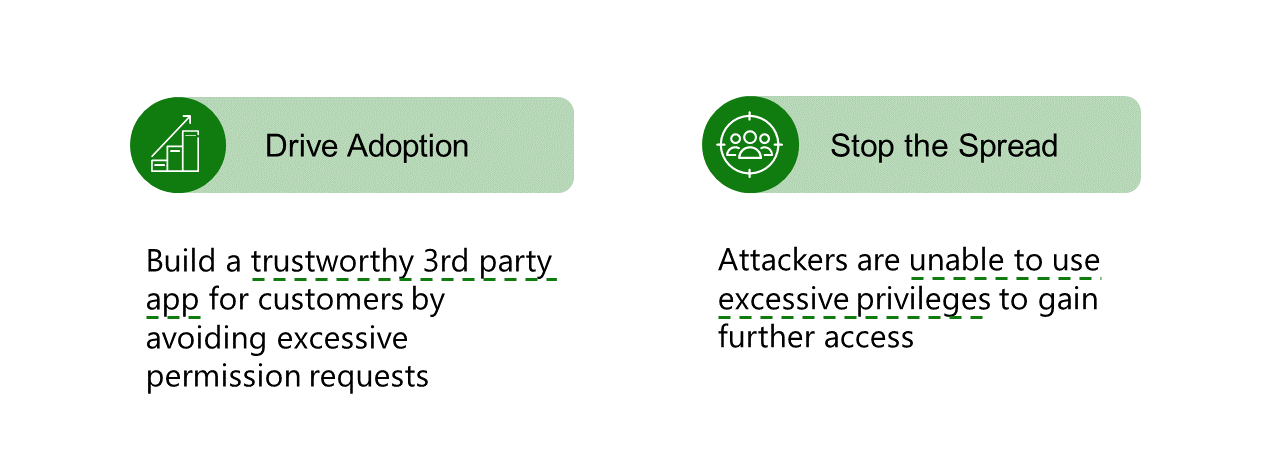 Drive Adoption
Build a trustworthy 3rd party
app for customers by
avoiding excessive
permission requests
Stop the Spread
Attackers are unable to use
excessive privileges to gain
further access